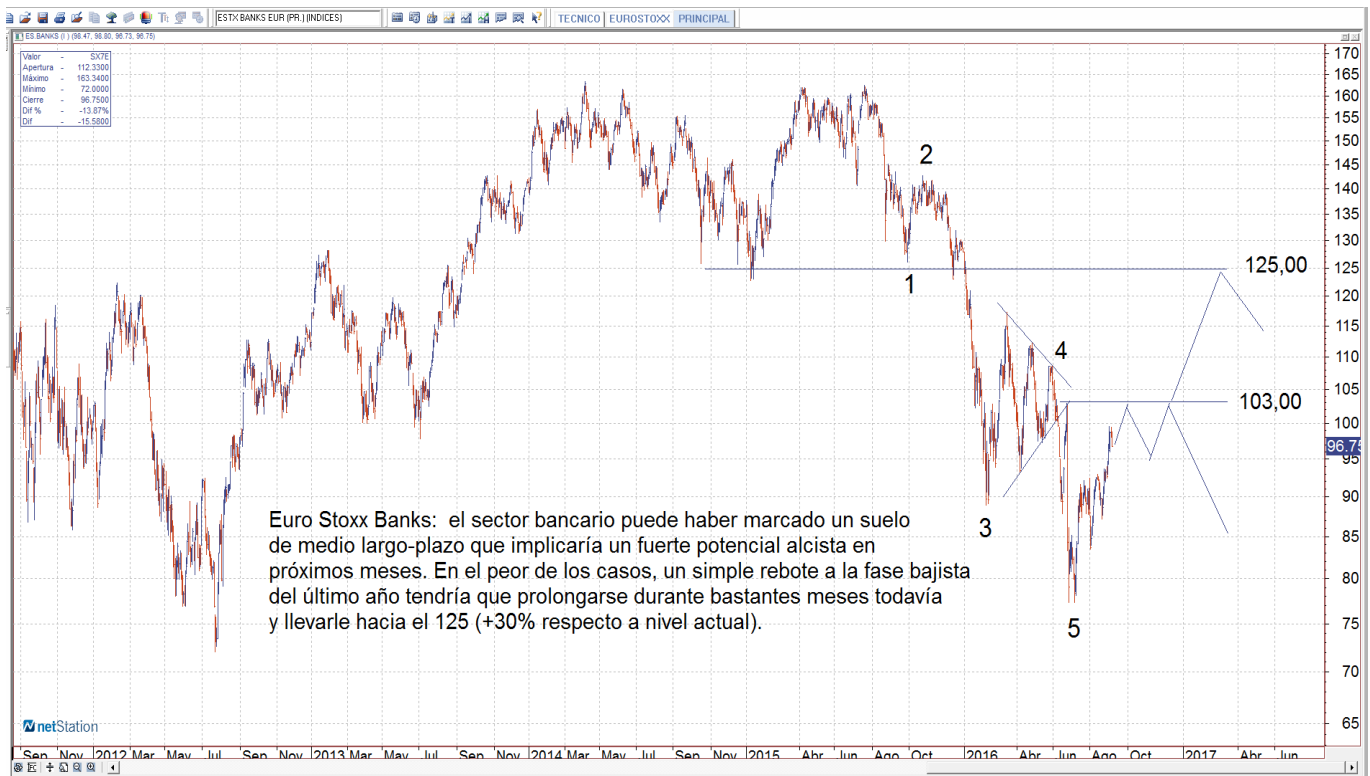 ESTX BANKS EUR (PR.) (INDICES)
TECNICO EUROSTOXX PRINCIPAL
ES BANKS (I ) (98.47, 98.80, 96.73, 96.75)
Valor - SX7E
Apertura - 112.3300
Máximo - 163.3400
Mínimo - 72.0000
Cierre - 96.7500
Dif % - -13.87%
Dif - -15.5800
170
165
160
155
150
145
140
135
130
125
120
115
110
105
100
96.75
95
90
85
80
75
70
65
2
1
125,00
4
103,00
3
5
Euro Stoxx Banks: el sector bancario puede haber marcado un suelo
de medio largo-plazo que implicaría un fuerte potencial alcista en
próximos meses. En el peor de los casos, un simple rebote a la fase bajista
del último año tendría que prolongarse durante bastantes meses todavía
y llevarle hacia el 125 (+30% respecto a nivel actual).
netStation
Sep Nov 2012 Mar May Jul Sep Nov 2013 Mar May Jul Sep Nov 2014 Mar May Jul Sep Nov 2015 Abr Jun Ago Oct 2016 Abr Jun Ago Oct 2017 Abr Jun